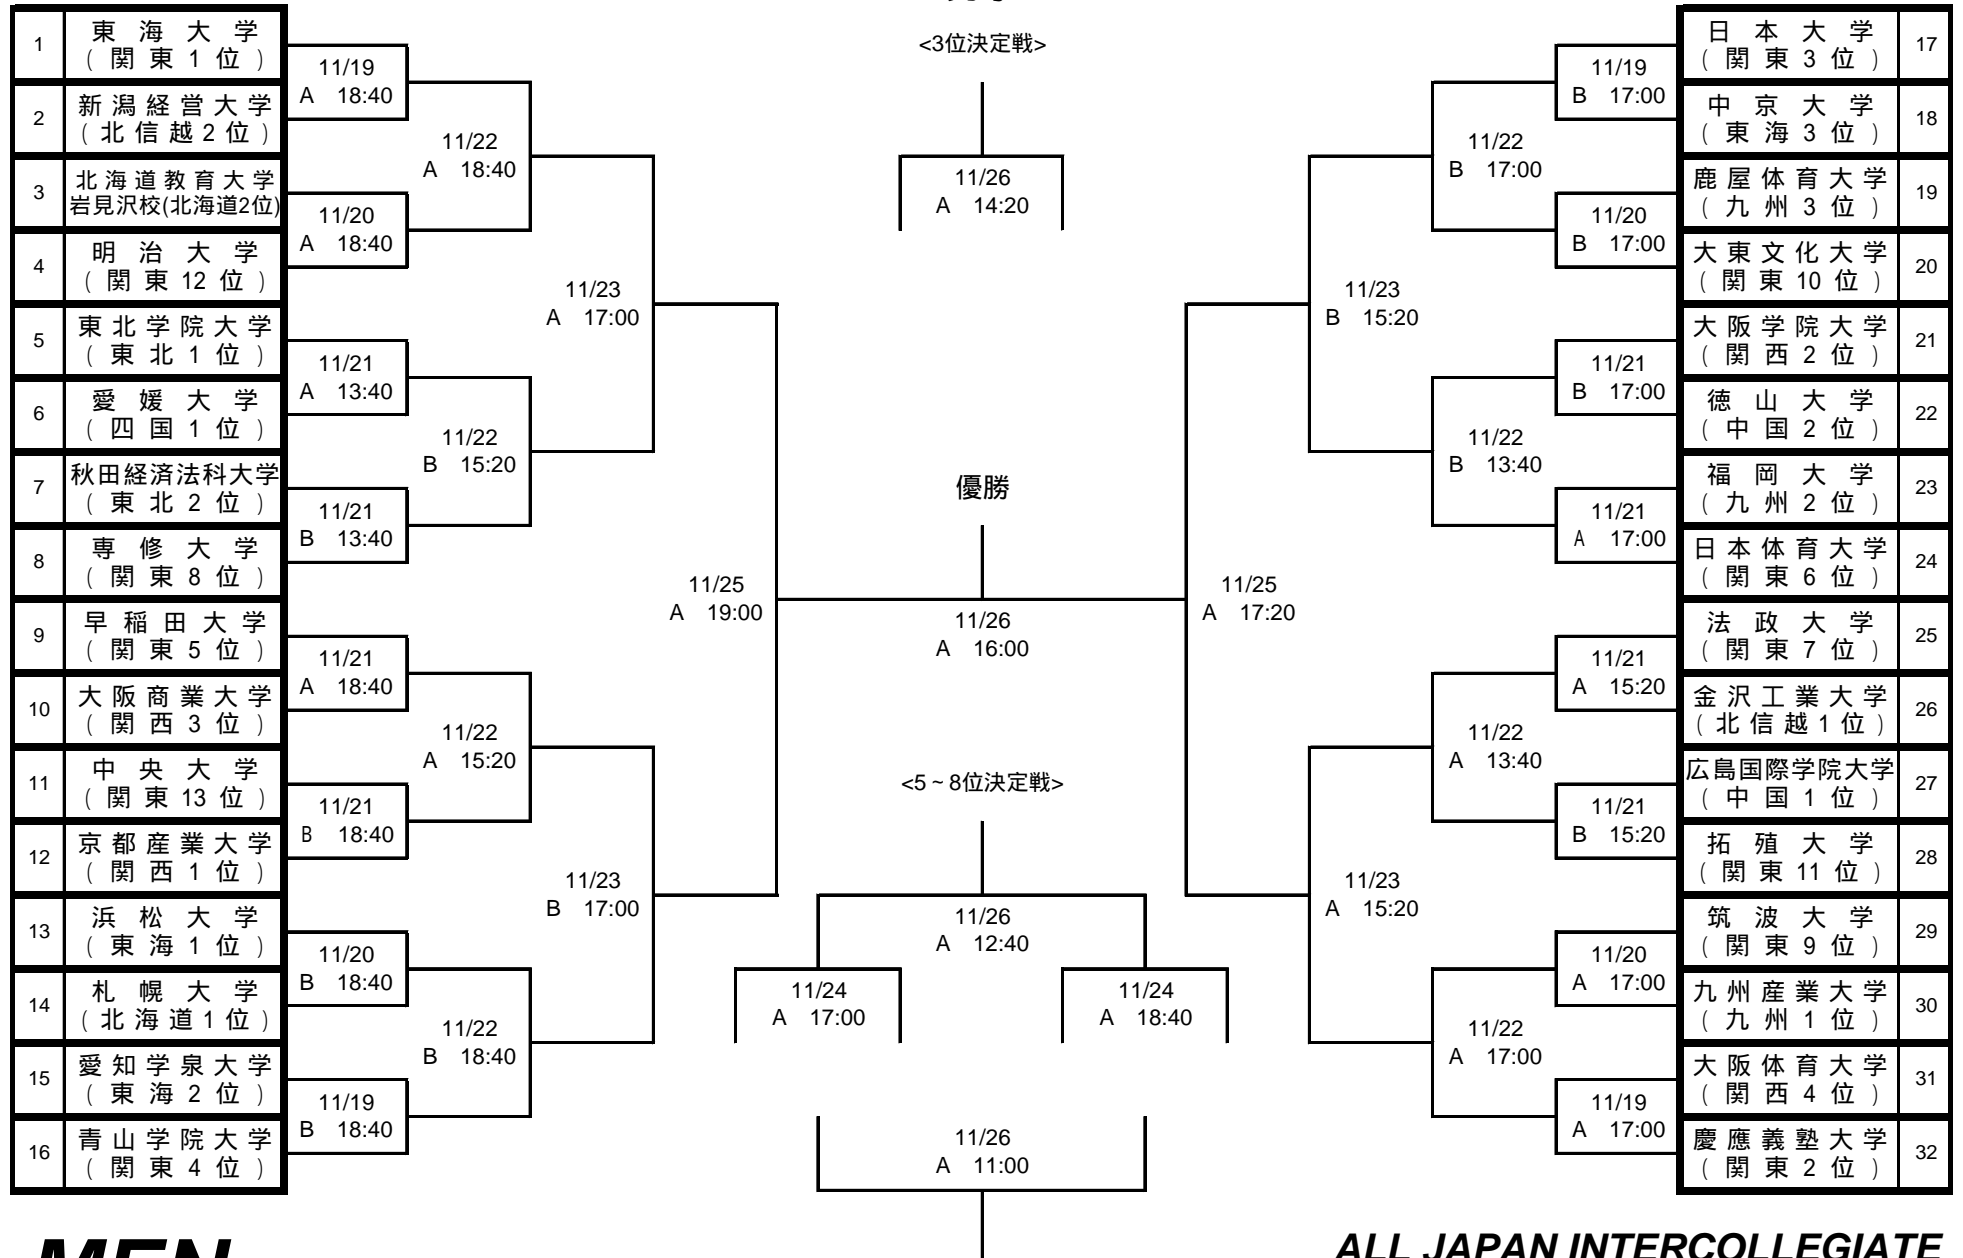 <3位決定戦>
11/26
A 14:20
1 東海大学
(関東1位)
2 新潟経営大学
(北信越2位)
3 北海道教育大学
岩見沢校(北海道2位)
4 明治大学
(関東12位)
5 東北学院大学
(東北1位)
6 愛媛大学
(四国1位)
7 秋田経済法科大学
(東北2位)
8 専修大学
(関東8位)
9 早稲田大学
(関東5位)
10 大阪商業大学
(関西3位)
11 中央大学
(関東13位)
12 京都産業大学
(関西1位)
13 浜松大学
(東海1位)
14 札幌大学
(北海道1位)
15 愛知学泉大学
(東海2位)
16 青山学院大学
(関東4位)
11/19
A 18:40
11/20
A 18:40
11/21
A 13:40
11/21
B 13:40
11/21
A 18:40
11/21
B 18:40
11/20
B 18:40
11/19
B 18:40
11/22
A 18:40
11/22
B 15:20
11/22
A 15:20
11/22
B 18:40
11/23
A 17:00
11/23
B 17:00
11/25
A 19:00
優勝
11/26
A 16:00
<5~8位決定戦>
11/26
A 12:40
11/24
A 17:00
11/24
A 18:40
11/26
A 11:00
11/25
A 17:20
11/23
B 15:20
11/23
A 15:20
11/22
B 17:00
11/22
B 13:40
11/22
A 13:40
11/22
A 17:00
11/19
B 17:00
11/20
B 17:00
11/21
B 17:00
11/21
A 17:00
11/21
A 15:20
11/21
B 15:20
11/20
A 17:00
11/19
A 17:00
日本大学 17
(関東3位)
中京大学 18
(東海3位)
鹿屋体育大学 19
(九州3位)
大東文化大学 20
(関東10位)
大阪学院大学 21
(関西2位)
徳山大学 22
(中国2位)
福岡大学 23
(九州2位)
日本体育大学 24
(関東6位)
法政大学 25
(関東7位)
金沢工業大学 26
(北信越1位)
広島国際学院大学 27
(中国1位)
拓殖大学 28
(関東11位)
筑波大学 29
(関東9位)
九州産業大学 30
(九州1位)
大阪体育大学 31
(関西4位)
慶應義塾大学 32
(関東2位)
MEN
ALL JAPAN INTERCOLLEGIATE